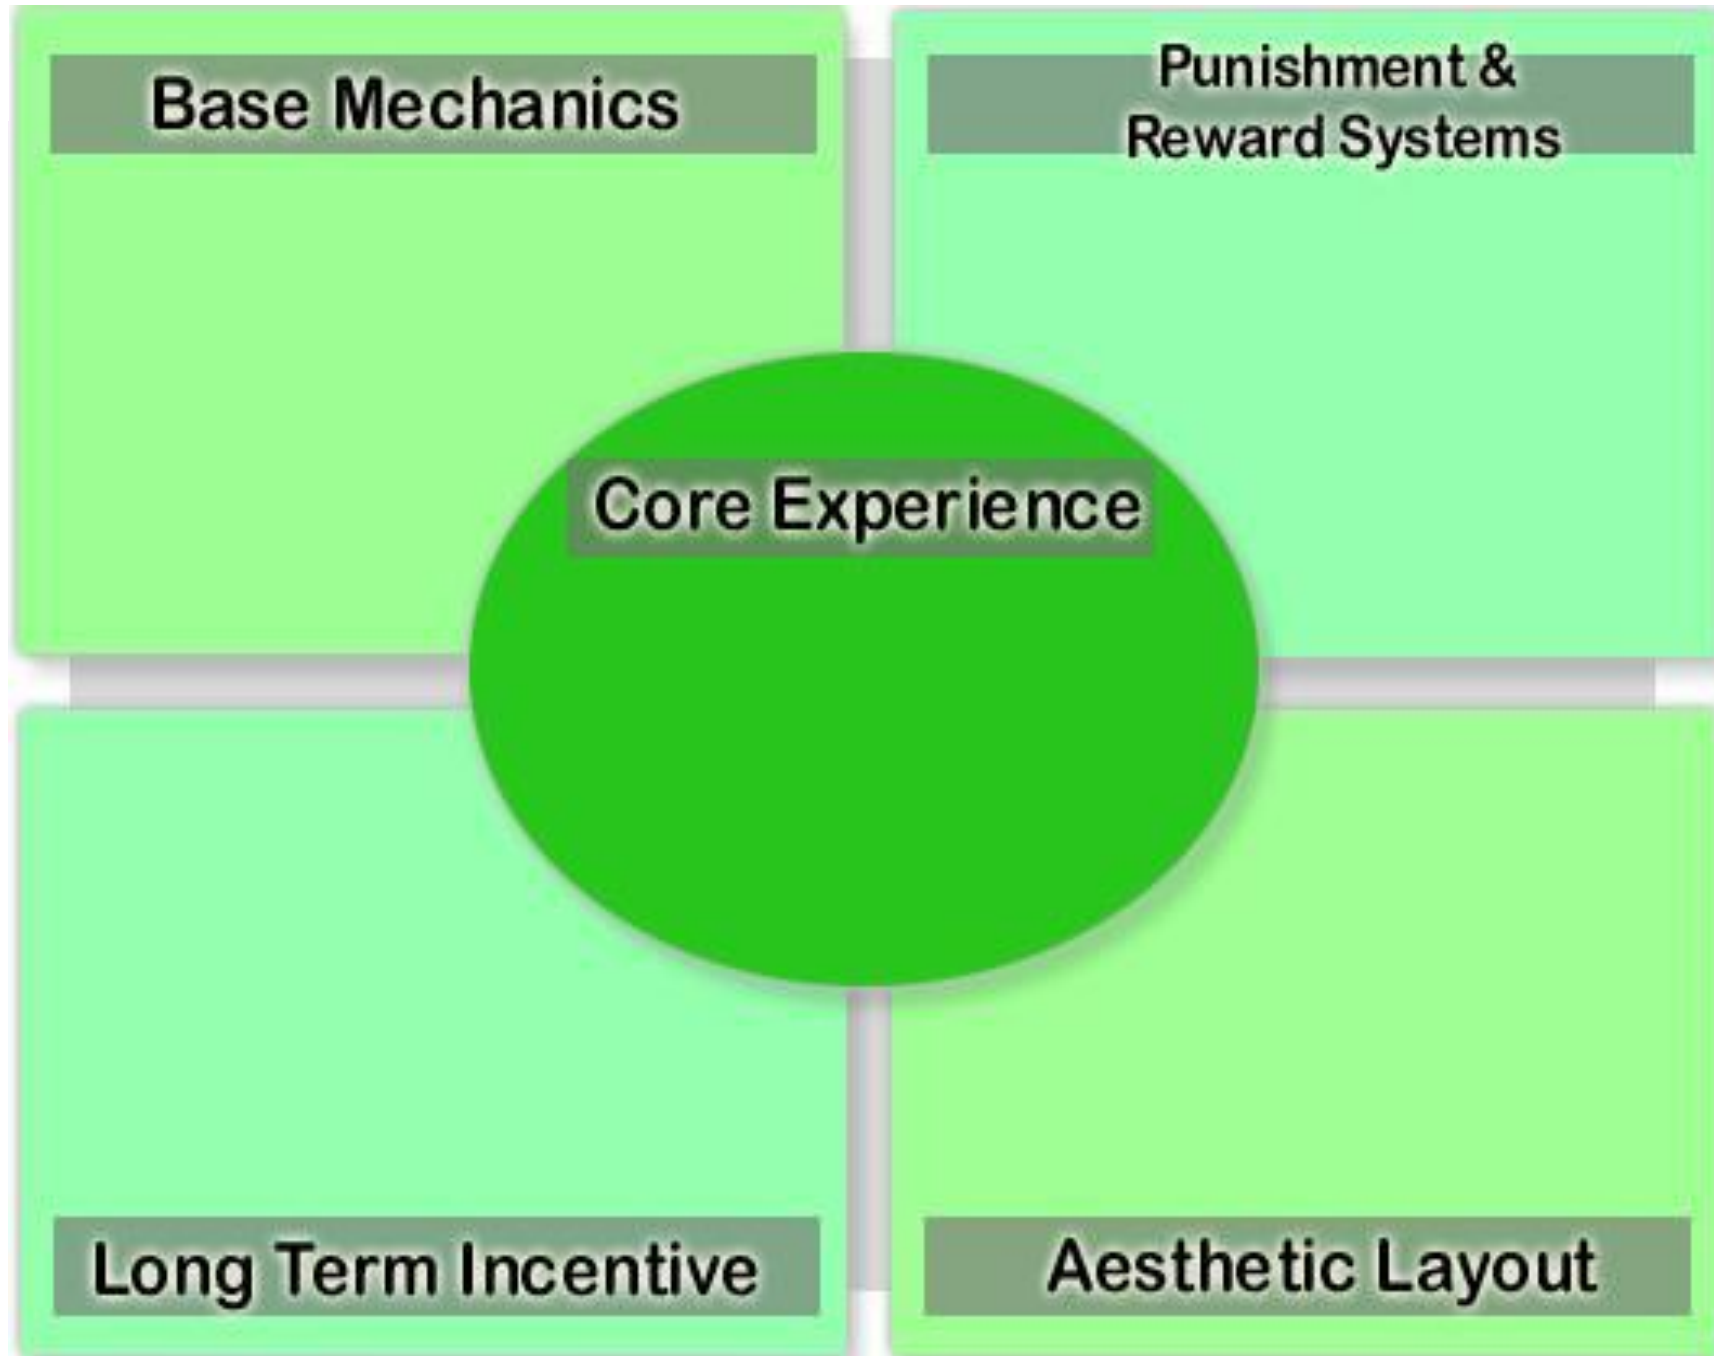 Base Mechanics
Punishment &
Reward Systems
Core Experience
Long Term Incentive
Aesthetic Layout